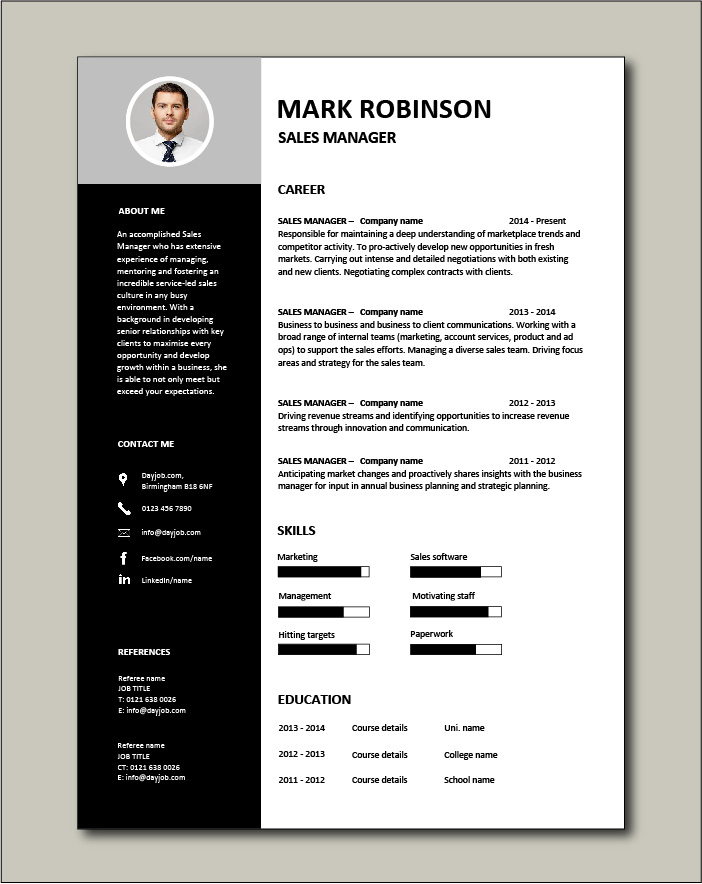 MARK ROBINSON
SALES MANAGER
ABOUT ME
An accomplished Sales
Manager who has extensive
experience of managing,
mentoring and fostering an
incredible service-led sales
culture in any busy
environment. With a
background in developing
senior relationships with key
clients to maximise every
opportunity and develop
growth within a business, she
is able to not only meet but
exceed your expectations.
CONTACT ME
Dayjob.com,
Birmingham B18 6NF
0123 456 7890
info@dayjob.com
Facebook.com/name
in LinkedIn/name
REFERENCES
Referee name
JOB TITLE
T: 0121 638 0026
E: info@dayjob.com
Referee name
JOB TITLE
CT: 0121 638 0026
E: info@dayjob.com
CAREER
SALES MANAGER – Company name 2014 - Present
Responsible for maintaining a deep understanding of marketplace trends and
competitor activity. To pro-actively develop new opportunities in fresh
markets. Carrying out intense and detailed negotiations with both existing
and new clients. Negotiating complex contracts with clients.
SALES MANAGER – Company name 2013 - 2014
Business to business and business to client communications. Working with a
broad range of internal teams (marketing, account services, product and ad
ops) to support the sales efforts. Managing a diverse sales team. Driving focus
areas and strategy for the sales team.
SALES MANAGER – Company name 2012 - 2013
Driving revenue streams and identifying opportunities to increase revenue
streams through innovation and communication.
SALES MANAGER – Company name 2011 - 2012
Anticipating market changes and proactively shares insights with the business
manager for input in annual business planning and strategic planning.
SKILLS
Marketing Sales software
Management Motivating staff
Hitting targets Paperwork
EDUCATION
2013 - 2014 Course details Uni. name
2012 - 2013 Course details College name
2011 - 2012 Course details School name